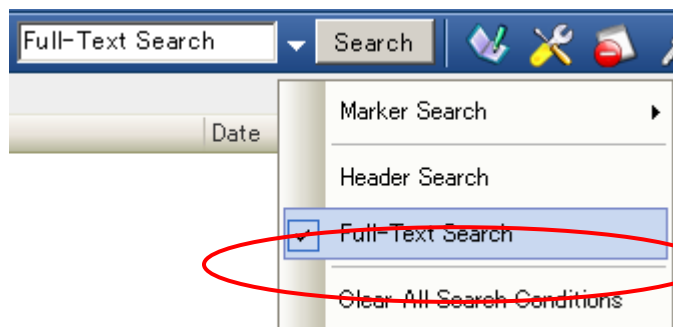 Full-Text Search
Search
Date
Marker Search
Header Search
Full-Text Search
Clear All Search Conditions